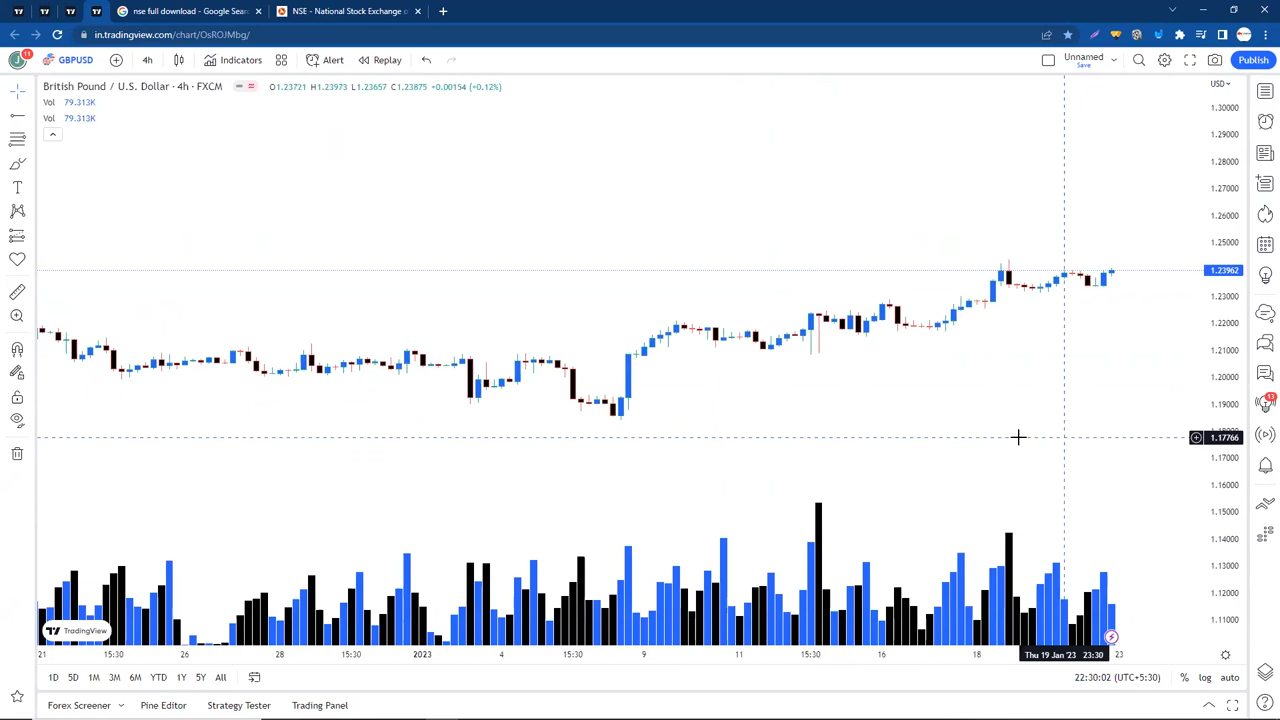 nse full download - Google Sear
NSE - National Stock Exchange o
in.tradingview.com/chart/OsROJMbg/
J 11 GBPUSD 4h Indicators Alert Replay Unnamed Save Publish
British Pound / U.S. Dollar · 4h · FXCM O1.23721 H1.23973 L1.23657 C1.23875 +0.00154 (+0.12%) USD
Vol 79.313K
Vol 79.313K
1.30000
1.29000
1.28000
1.27000
1.26000
1.25000
1.23962
1.23000
1.22000
1.21000
1.20000
1.19000
13
1.17766
1.17000
1.16000
1.15000
1.14000
1.13000
1.12000
1.11000
TradingView
21 15:30 26 28 15:30 2023 4 15:30 9 11 15:30 16 18 Thu 19 Jan '23 23:30 23
1D 5D 1M 3M 6M YTD 1Y 5Y All 22:30:02 (UTC+5:30) % log auto
Forex Screener Pine Editor Strategy Tester Trading Panel